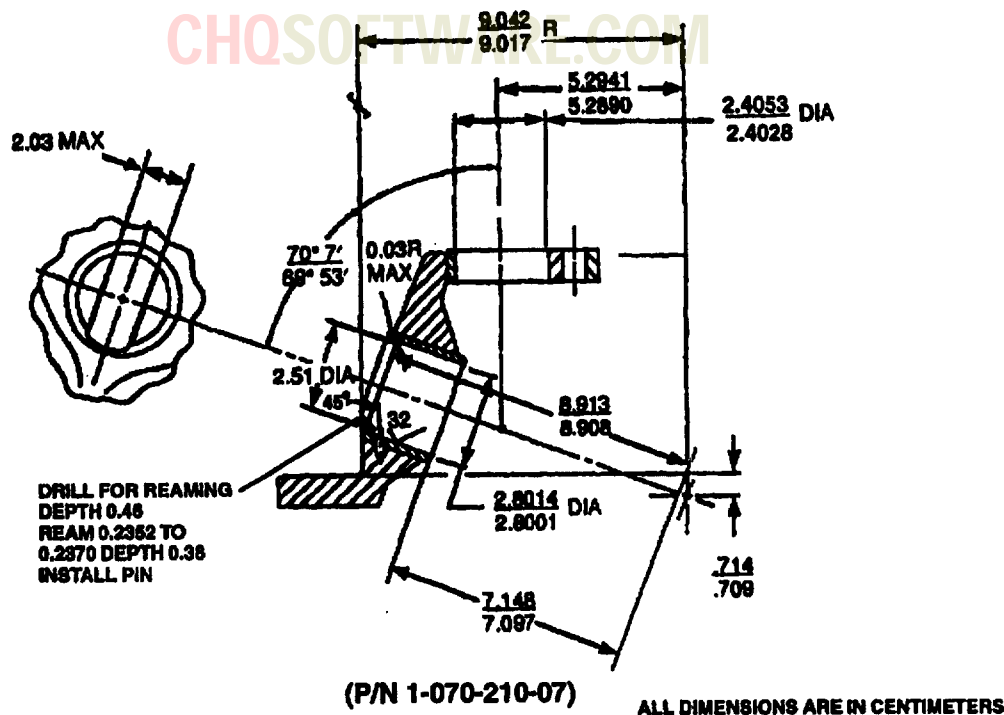 CHQSOFTWARE.COM
9.042
9.017 R
5.2941
5.2890
2.4053
2.4028 DIA
2.03 MAX
70° 7′
69° 53′
0.03R
MAX
2.51 DIA
45°
32
8.913
8.908
DRILL FOR REAMING
DEPTH 0.46
REAM 0.2352 TO
0.2370 DEPTH 0.38
INSTALL PIN
2.8014
2.8001 DIA
.714
.709
7.148
7.097
(P/N 1-070-210-07)
ALL DIMENSIONS ARE IN CENTIMETERS